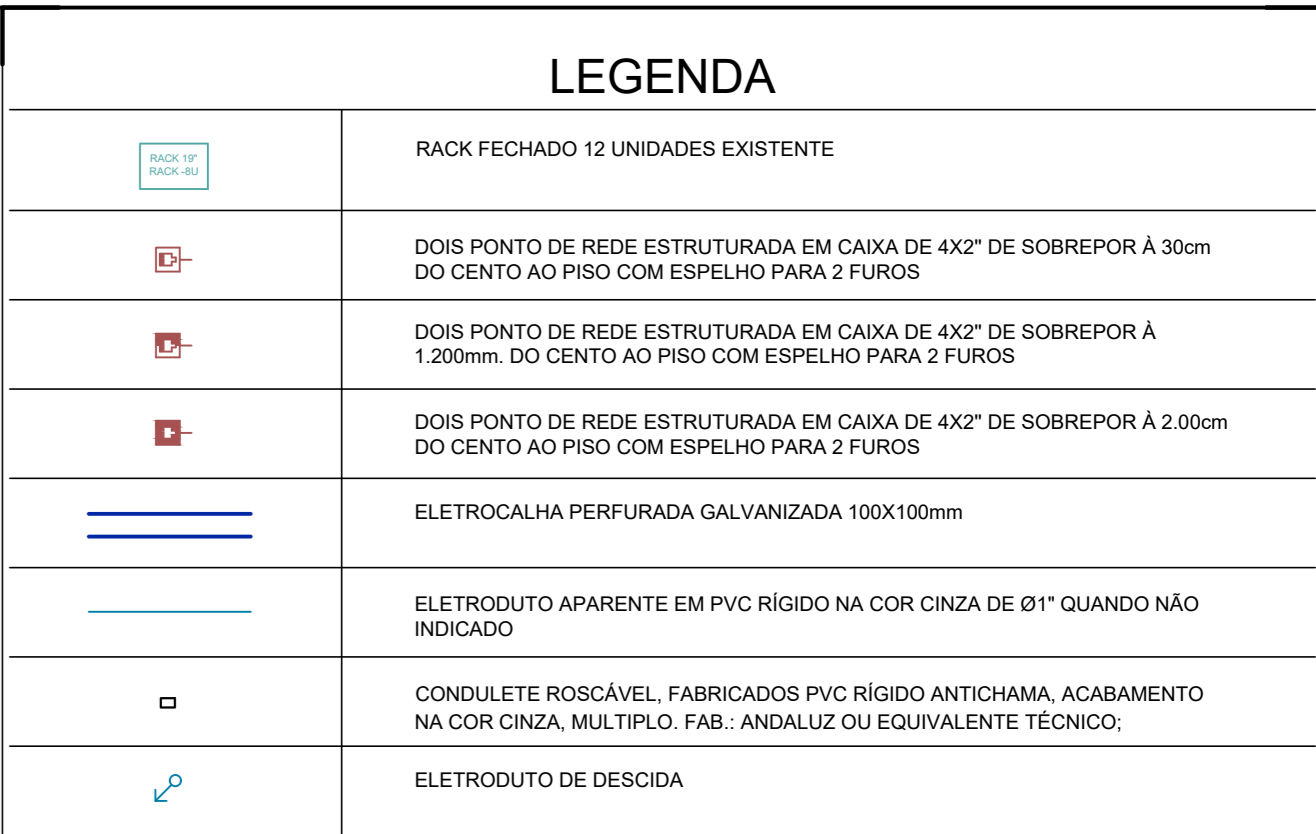 LEGENDA
RACK 19"
RACK -8U
RACK FECHADO 12 UNIDADES EXISTENTE
DOIS PONTO DE REDE ESTRUTURADA EM CAIXA DE 4X2" DE SOBREPOR À 30cm
DO CENTO AO PISO COM ESPELHO PARA 2 FUROS
DOIS PONTO DE REDE ESTRUTURADA EM CAIXA DE 4X2" DE SOBREPOR À
1.200mm. DO CENTO AO PISO COM ESPELHO PARA 2 FUROS
DOIS PONTO DE REDE ESTRUTURADA EM CAIXA DE 4X2" DE SOBREPOR À 2.00cm
DO CENTO AO PISO COM ESPELHO PARA 2 FUROS
ELETROCALHA PERFURADA GALVANIZADA 100X100mm
ELETRODUTO APARENTE EM PVC RÍGIDO NA COR CINZA DE Ø1" QUANDO NÃO
INDICADO
CONDULETE ROSCÁVEL, FABRICADOS PVC RÍGIDO ANTICHAMA, ACABAMENTO
NA COR CINZA, MULTIPLO. FAB.: ANDALUZ OU EQUIVALENTE TÉCNICO;
ELETRODUTO DE DESCIDA